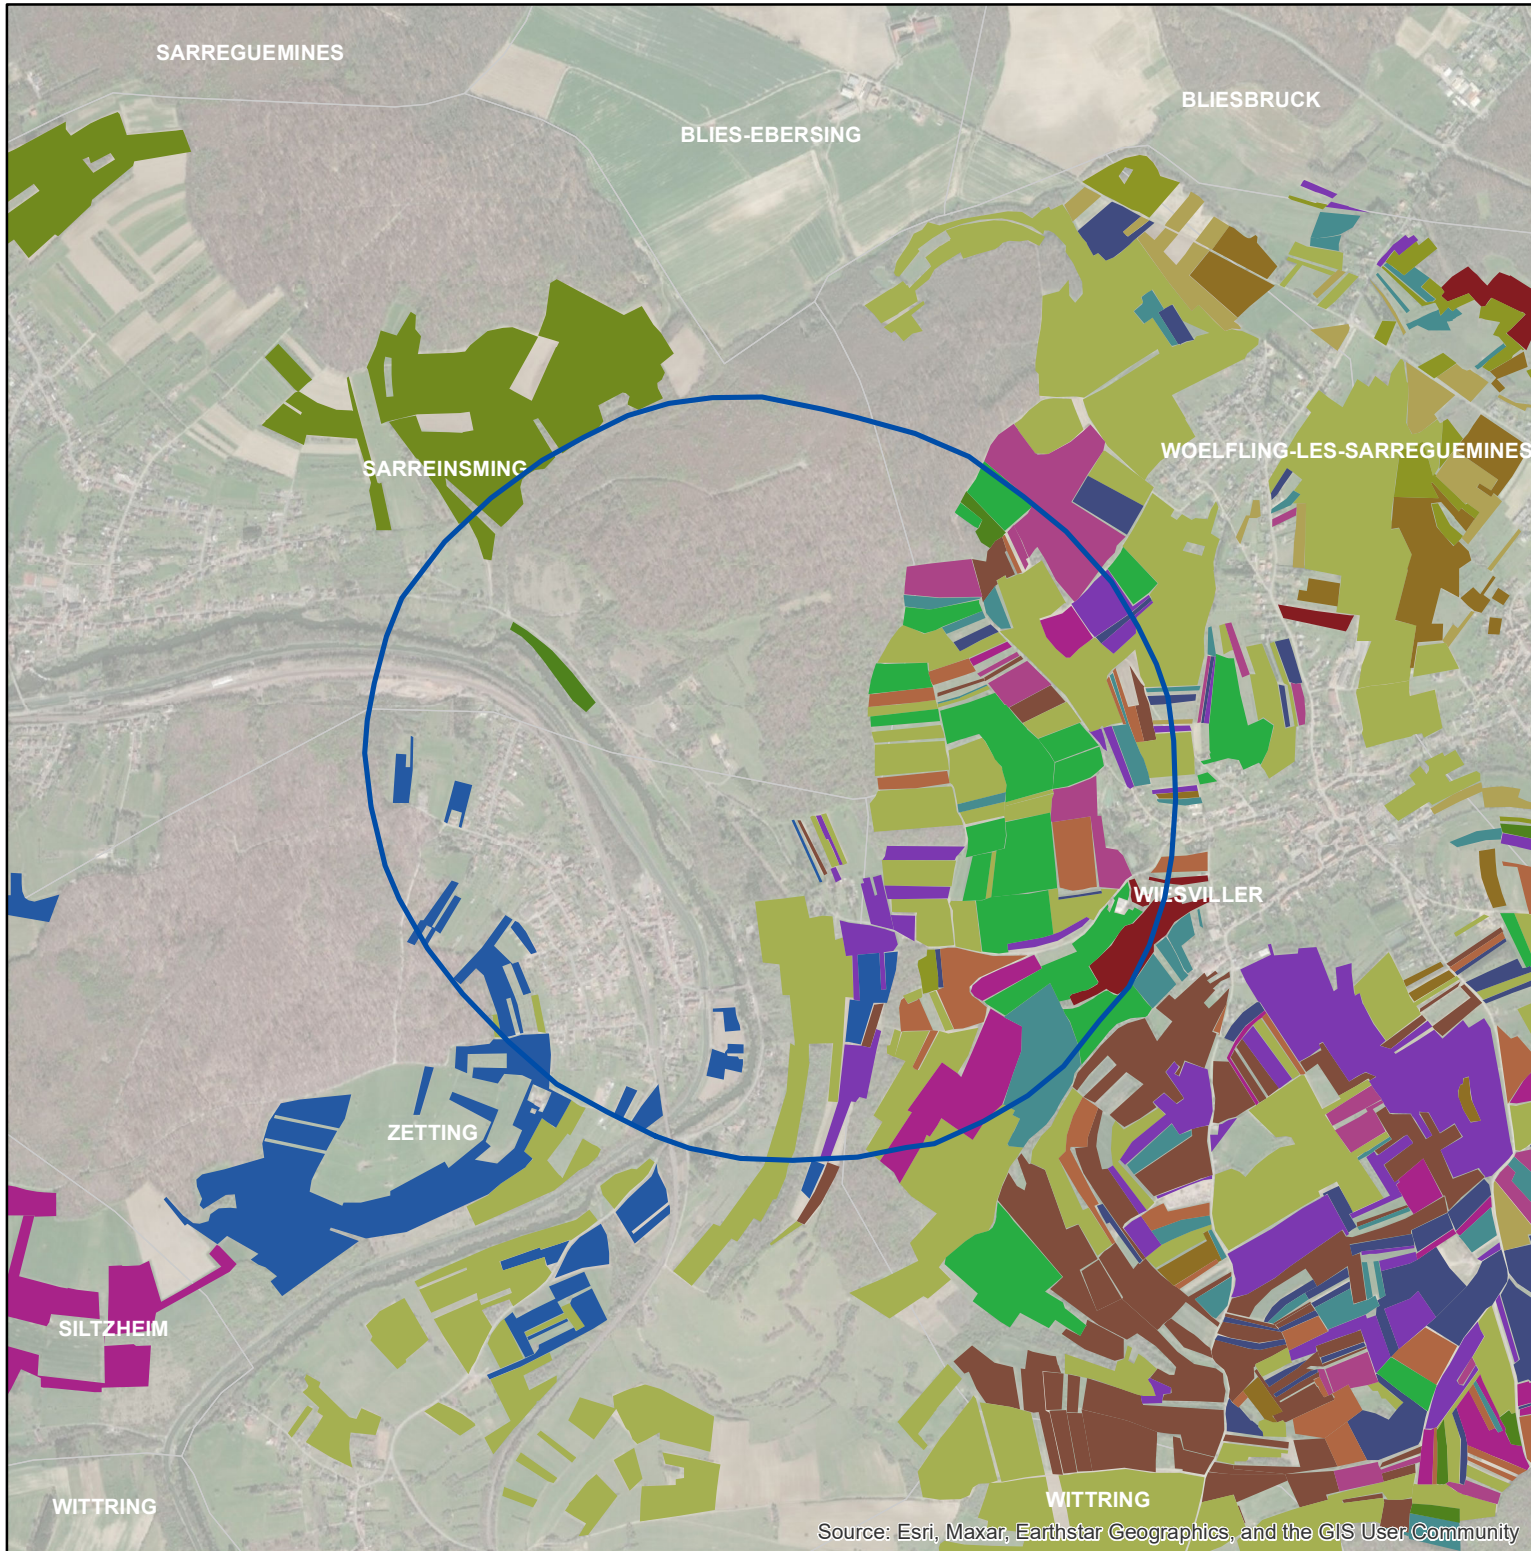 SARREGUEMINES
BLIESBRUCK
BLIES-EBERSING
WOELFLING-LES-SARREGUEMINES
SARREINSMING
WIESVILLER
ZETTING
SILTZHEIM
WITTRING
WITTRING
Source: Esri, Maxar, Earthstar Geographics, and the GIS User Community